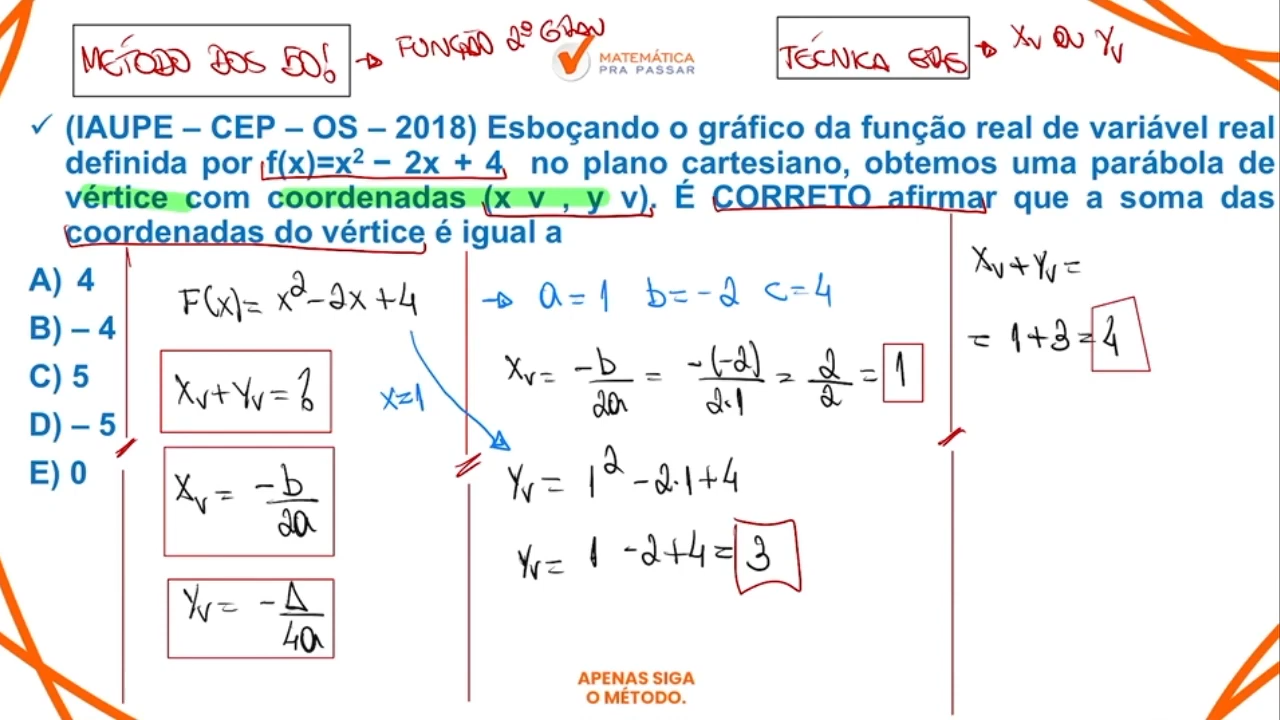 MÉTODO DOS 50! → FUNÇÃO 2º GRAU
MATEMÁTICA
PRA PASSAR
TÉCNICA → Xv OU Yv
✓ (IAUPE – CEP – OS – 2018) Esboçando o gráfico da função real de variável real
definida por f(x)=x² – 2x + 4 no plano cartesiano, obtemos uma parábola de
vértice com coordenadas (x v , y v). É CORRETO afirmar que a soma das
coordenadas do vértice é igual a
A) 4
B) – 4
C) 5
D) – 5
E) 0
F(x)= x²-2x+4
Xv+Yv= ?
Xv = -b/2a
Yv= -Δ/4a
→ a=1 b=-2 c=4
x=1
Xv= -b/2a = -(-2)/2·1 = 2/2 = 1
Yv= 1² -2·1+4
Yv= 1 -2+4= 3
Xv+Yv=
= 1+3=4
APENAS SIGA
O MÉTODO.